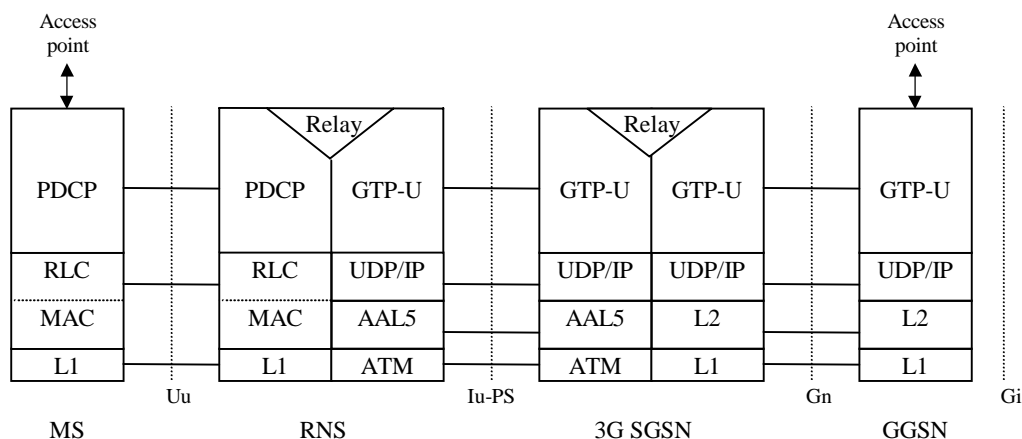 Access
point
Access
point
Relay
Relay
PDCP
PDCP
GTP-U
GTP-U
GTP-U
GTP-U
RLC
RLC
UDP/IP
UDP/IP
UDP/IP
UDP/IP
MAC
MAC
AAL5
AAL5
L2
L2
L1
L1
ATM
ATM
L1
L1
Uu
Iu-PS
Gn
Gi
MS
RNS
3G SGSN
GGSN